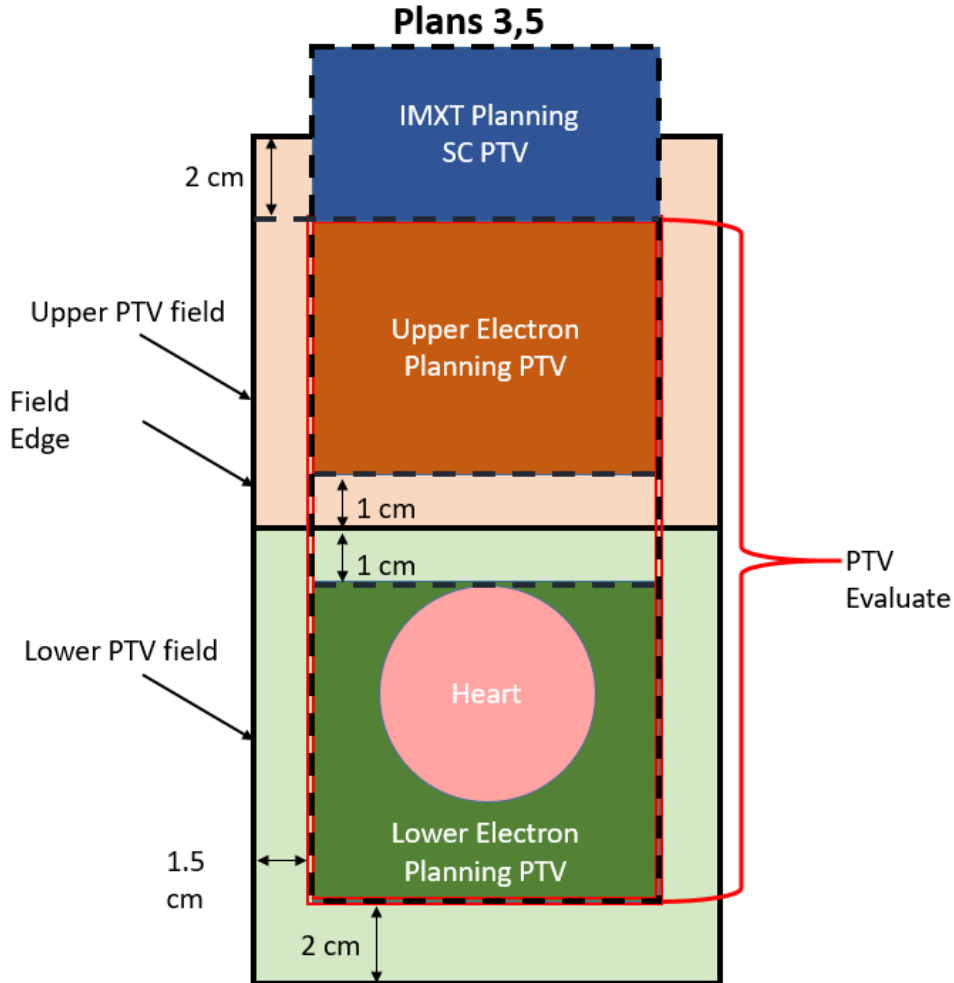 Plans 3,5
IMXT Planning
SC PTV
2 cm
Upper PTV field
Upper Electron
Planning PTV
Field
Edge
1 cm
1 cm
PTV
Evaluate
Lower PTV field
Heart
Lower Electron
Planning PTV
1.5
cm
2 cm